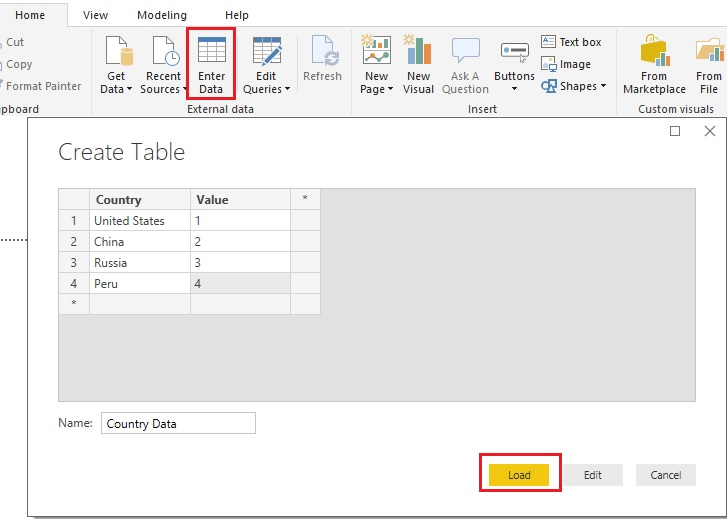 Home View Modeling Help
Cut
Copy
Format Painter
Get Data
Recent Sources
Enter Data
Edit Queries
Refresh
New Page
New Visual
Ask A Question
Buttons
Text box
Image
Shapes
From Marketplace
From File
ipboard External data Insert Custom visuals
Create Table
Country Value *
1 United States 1
2 China 2
3 Russia 3
4 Peru 4
*
Name: Country Data
Load Edit Cancel